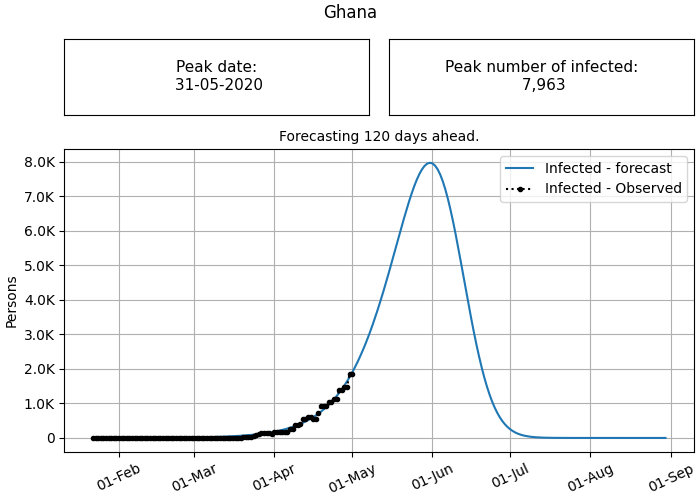 Ghana
Peak date:
31-05-2020
Peak number of infected:
7,963
Forecasting 120 days ahead.
Infected - forecast
Infected - Observed
8.0K
7.0K
6.0K
5.0K
4.0K
3.0K
2.0K
1.0K
0
Persons
01-Feb
01-Mar
01-Apr
01-May
01-Jun
01-Jul
01-Aug
01-Sep